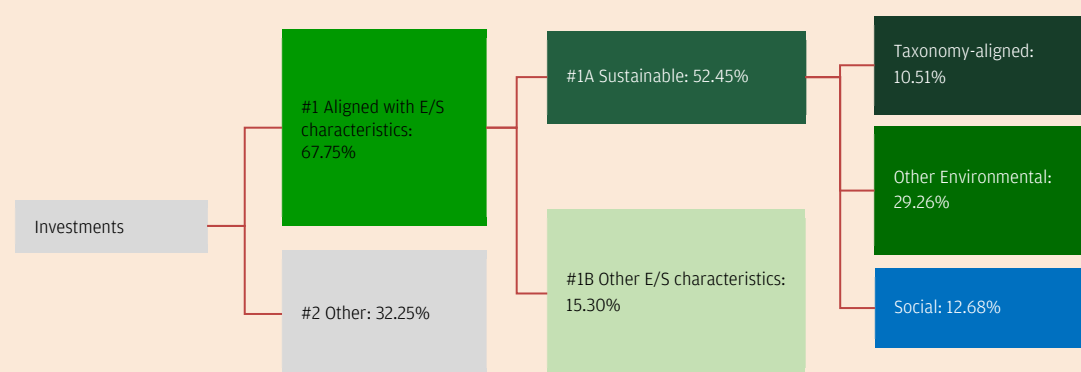 Investments
#1 Aligned with E/S
characteristics:
67.75%
#2 Other: 32.25%
#1A Sustainable: 52.45%
#1B Other E/S characteristics:
15.30%
Taxonomy-aligned:
10.51%
Other Environmental:
29.26%
Social: 12.68%